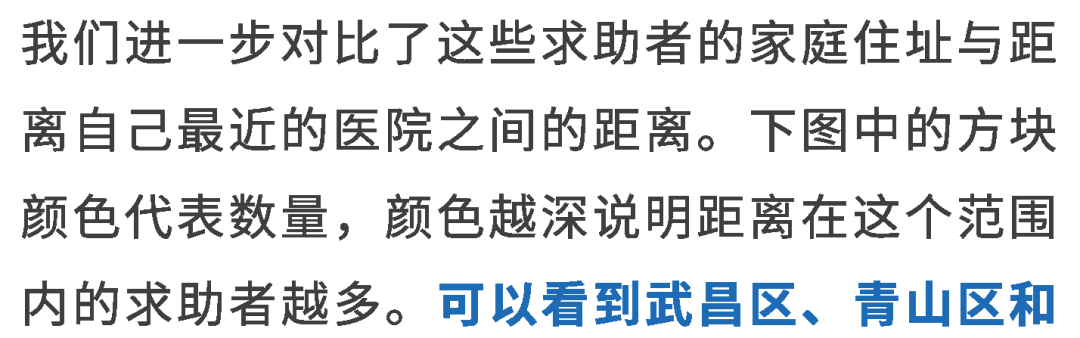 我们进一步对比了这些求助者的家庭住址与距
离自己最近的医院之间的距离。下图中的方块
颜色代表数量，颜色越深说明距离在这个范围
内的求助者越多。可以看到武昌区、青山区和